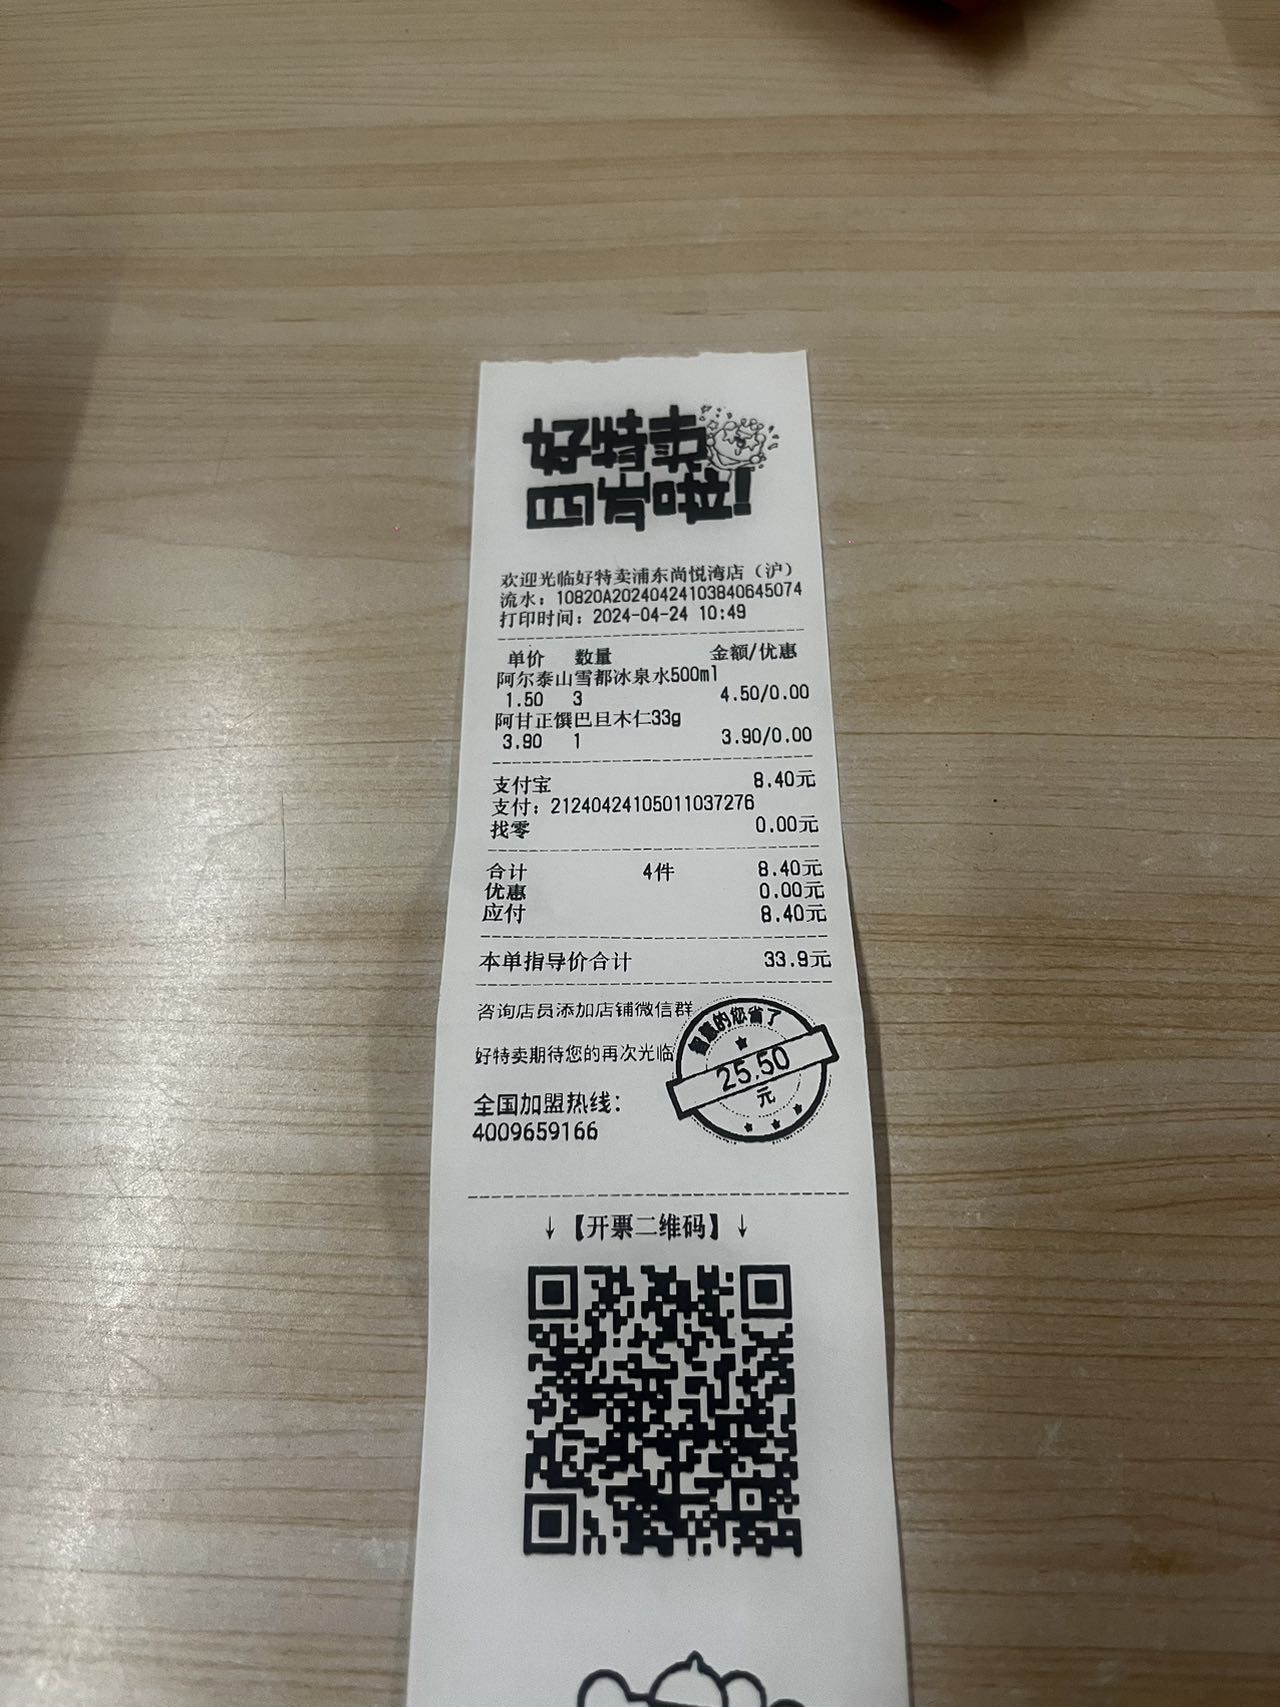 好特卖
目正哇!
欢迎光临好特卖浦东尚悦湾店（沪）
流水：10820A20240424103840645074
打印时间：2024-04-24 10:49
单价 数量 金额/优惠
阿尔泰山雪都冰泉水500ml
1.50 3 4.50/0.00
阿甘正馔巴旦木仁33g
3.90 1 3.90/0.00
支付宝 8.40元
支付：21240424105011037276
找零 0.00元
合计 4件 8.40元
优惠 0.00元
应付 8.40元
本单指导价合计 33.9元
咨询店员添加店铺微信群
好特卖期待您的再次光临
智慧的您省了
25.50
元
全国加盟热线：
4009659166
↓【开票二维码】↓